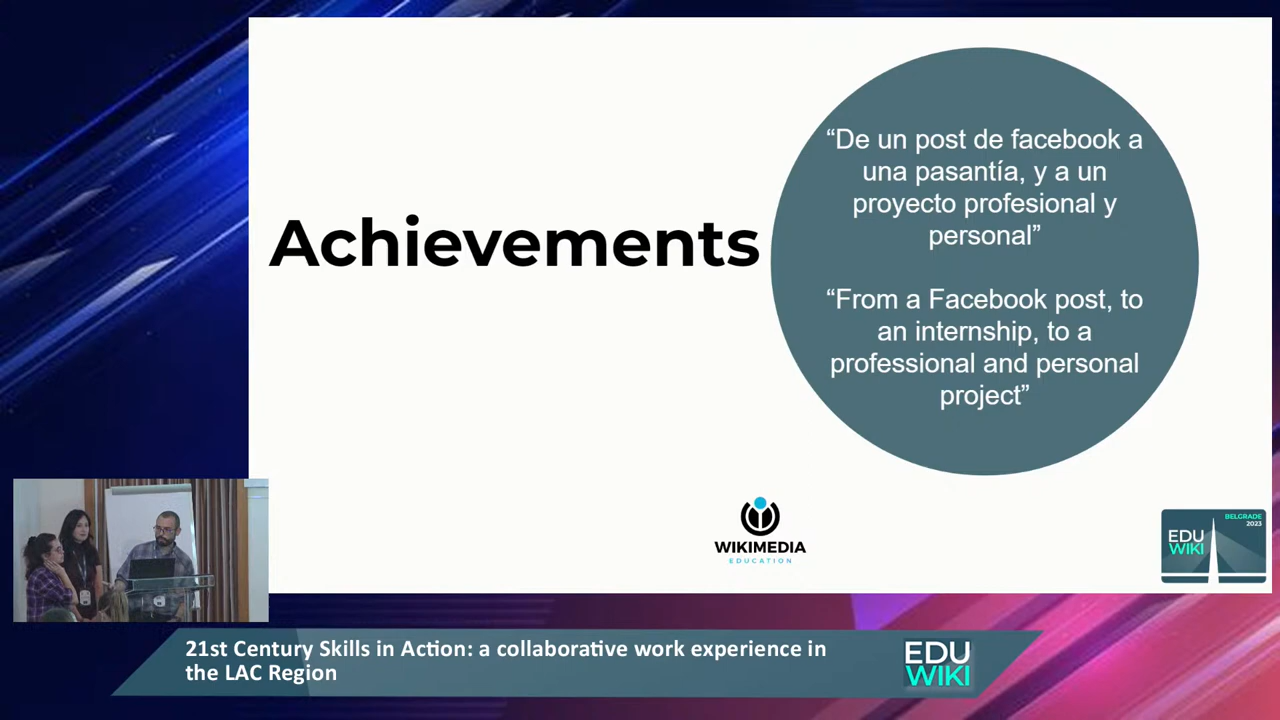 Achievements
“De un post de facebook a
una pasantía, y a un
proyecto profesional y
personal”
“From a Facebook post, to
an internship, to a
professional and personal
project”
WIKIMEDIA
EDUCATION
BELGRADE
2023
EDU
WIKI
21st Century Skills in Action: a collaborative work experience in
the LAC Region
EDU
WIKI